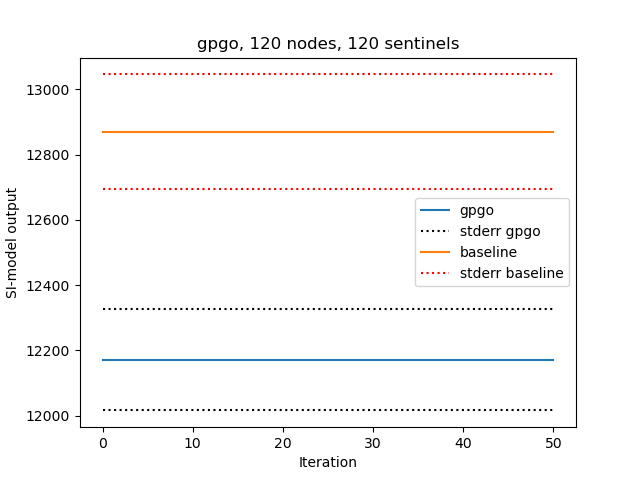 gpgo, 120 nodes, 120 sentinels
SI-model output
13000
12800
12600
12400
12200
12000
gpgo
stderr gpgo
baseline
stderr baseline
0 10 20 30 40 50
Iteration